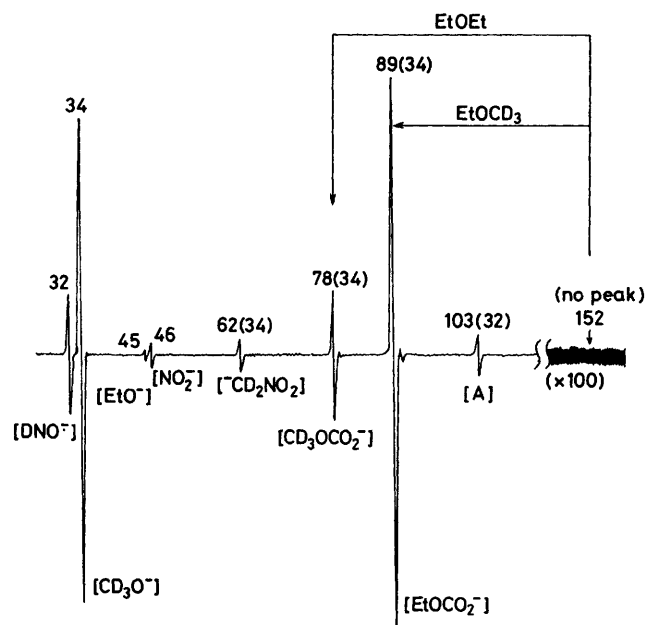 EtOEt
89(34)
34
EtOCD₃
32
78(34)
(no peak)
152
45 46
62(34)
103(32)
[EtO⁻]
[NO₂⁻]
[⁻CD₂NO₂]
[A]
(×100)
[DNO⁻]
[CD₃OCO₂⁻]
[CD₃O⁻]
[EtOCO₂⁻]